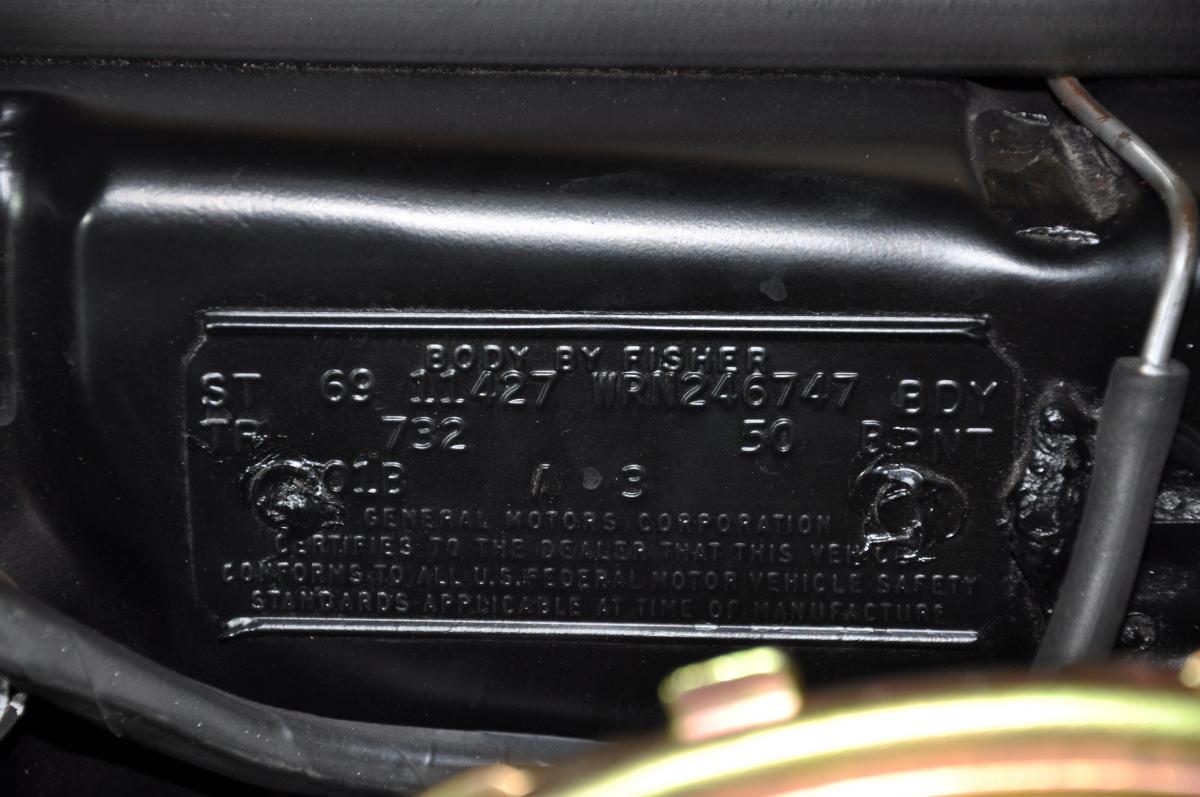 BODY BY FISHER
ST 69 11427 WRN246747 BDY
TR 732 50 B PNT
01B A 3
GENERAL MOTORS CORPORATION
CERTIFIES TO THE DEALER THAT THIS VEHICLE
CONFORMS TO ALL U.S. FEDERAL MOTOR VEHICLE SAFETY
STANDARDS APPLICABLE AT TIME OF MANUFACTURE